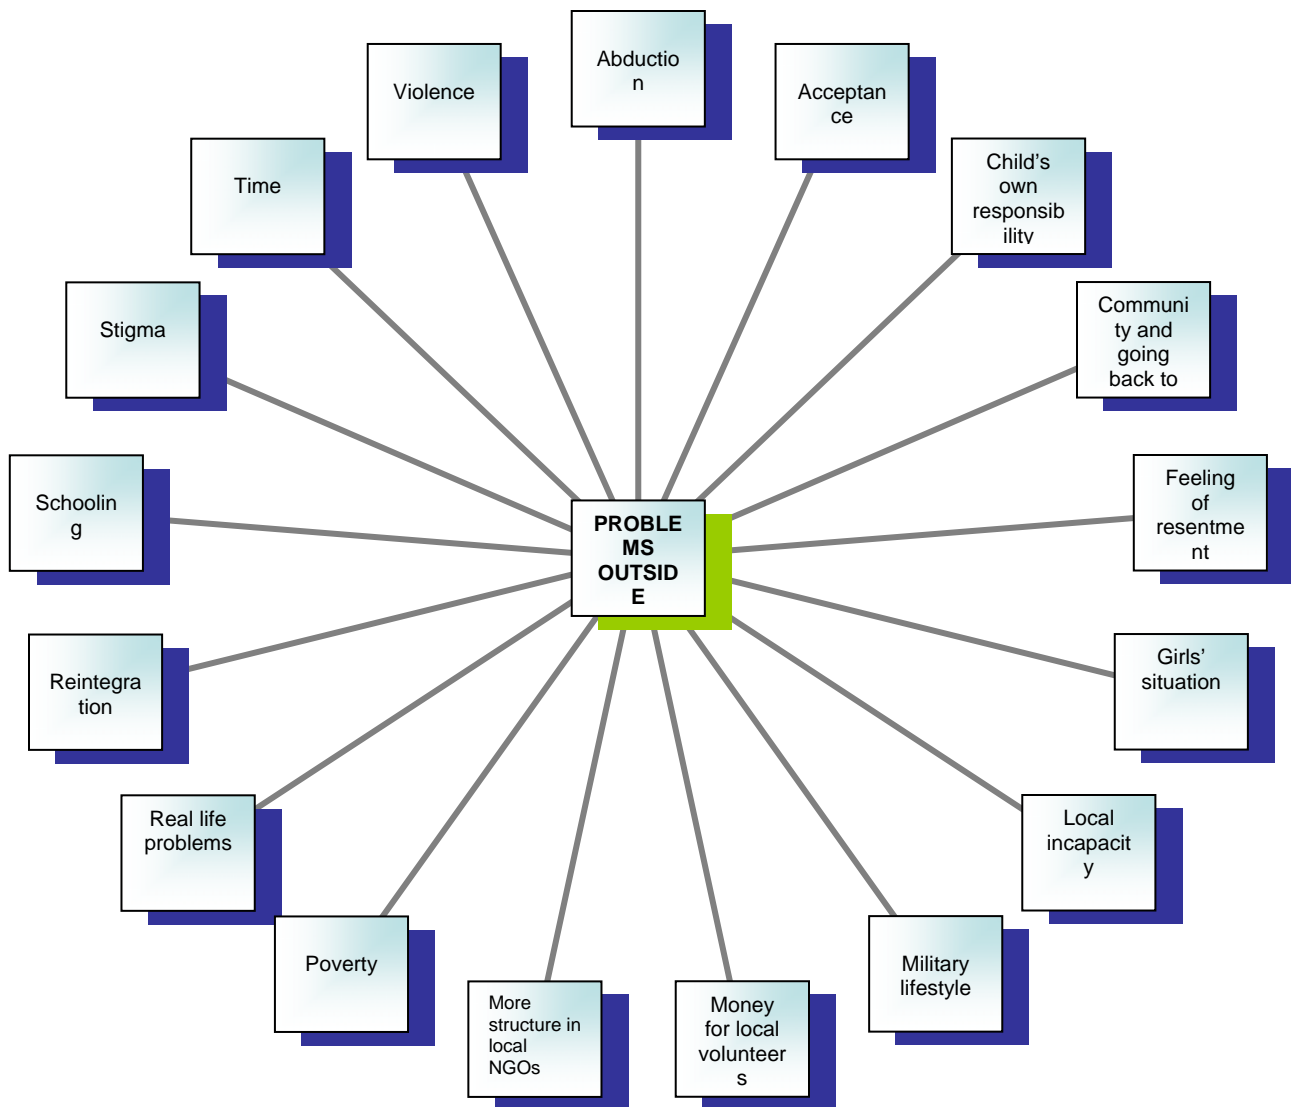 Abductio
n
Acceptan
ce
Child's
own
responsib
ility
Communi
ty and
going
back to
Feeling
of
resentme
nt
Girls'
situation
Local
incapacit
y
Military
lifestyle
Money
for local
volunteer
s
More
structure in
local
NGOs
Poverty
Real life
problems
Reintegra
tion
Schoolin
g
Stigma
Time
Violence
PROBLE
MS
OUTSID
E